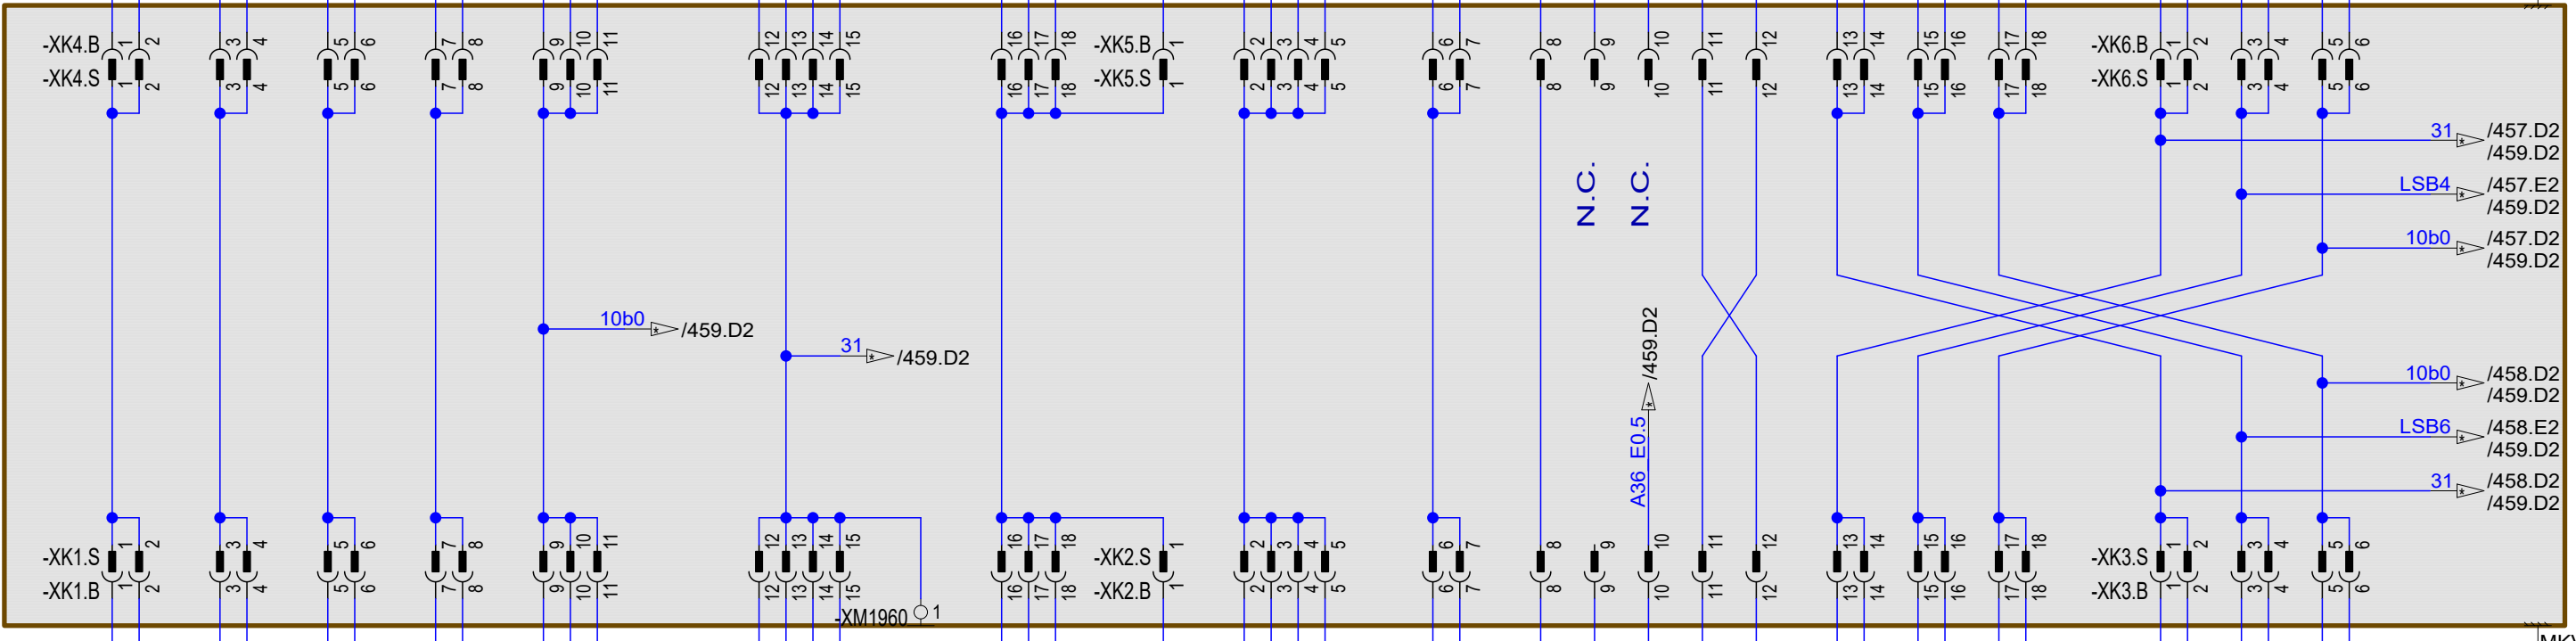 -XK4.B 1 2 3 4 5 6 7 8 9 10 11 12 13 14 15 16 17 18 -XK5.B 1 2 3 4 5 6 7 8 9 10 11 12 13 14 15 16 17 18 -XK6.B 1 2 3 4 5 6
-XK4.S 1 2 3 4 5 6 7 8 9 10 11 12 13 14 15 16 17 18 -XK5.S 1 2 3 4 5 6 7 8 9 10 11 12 13 14 15 16 17 18 -XK6.S 1 2 3 4 5 6
31 /457.D2
/459.D2
N.C. N.C.
LSB4 /457.E2
/459.D2
10b0 /457.D2
/459.D2
10b0 /459.D2
31 /459.D2
A36 E0.5 /459.D2
10b0 /458.D2
/459.D2
LSB6 /458.E2
/459.D2
31 /458.D2
/459.D2
-XK1.S 1 2 3 4 5 6 7 8 9 10 11 12 13 14 15 16 17 18 -XK2.S 1 2 3 4 5 6 7 8 9 10 11 12 13 14 15 16 17 18 -XK3.S 1 2 3 4 5 6
-XK1.B 1 2 3 4 5 6 7 8 9 10 11 12 13 14 15 16 17 18 -XK2.B 1 2 3 4 5 6 7 8 9 10 11 12 13 14 15 16 17 18 -XK3.B 1 2 3 4 5 6
-XM1960 1